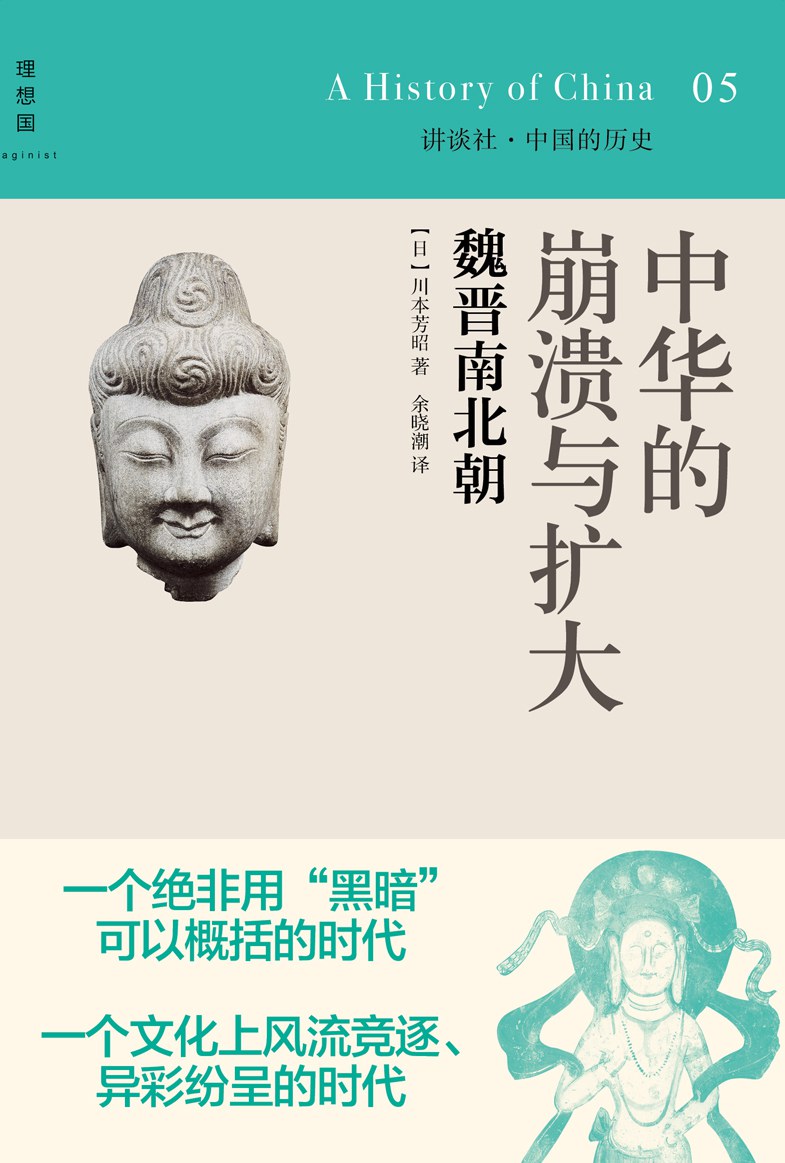 理想国
aginist
A History of China 05
讲谈社·中国的历史
中华的
崩溃与扩大
魏晋南北朝
【日】川本芳昭 著 余晓潮 译
一个绝非用“黑暗”
可以概括的时代
一个文化上风流竞逐、
异彩纷呈的时代